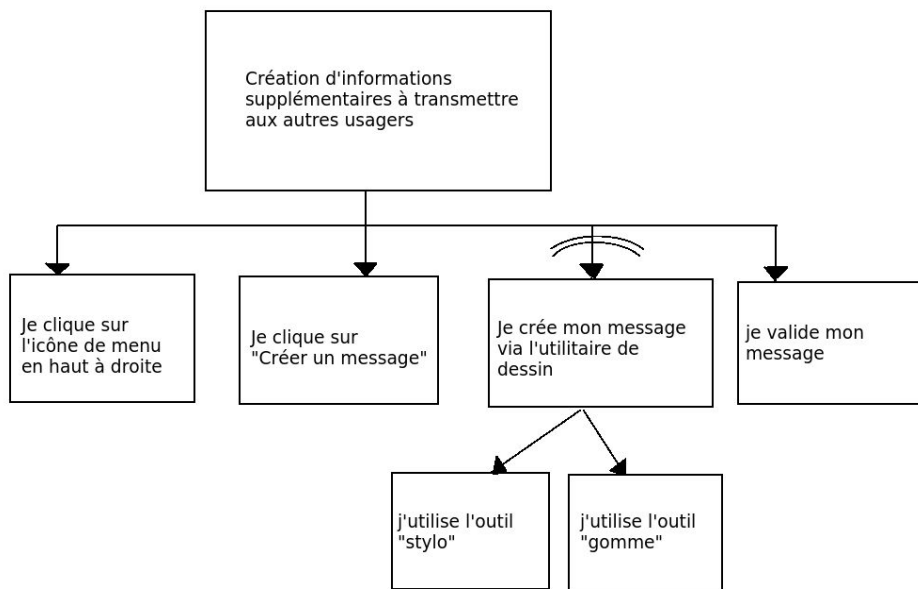 Création d'informations
supplémentaires à transmettre
aux autres usagers
Je clique sur
l'icône de menu
en haut à droite
Je clique sur
"Créer un message"
Je crée mon message
via l'utilitaire de
dessin
je valide mon
message
j'utilise l'outil
"stylo"
j'utilise l'outil
"gomme"